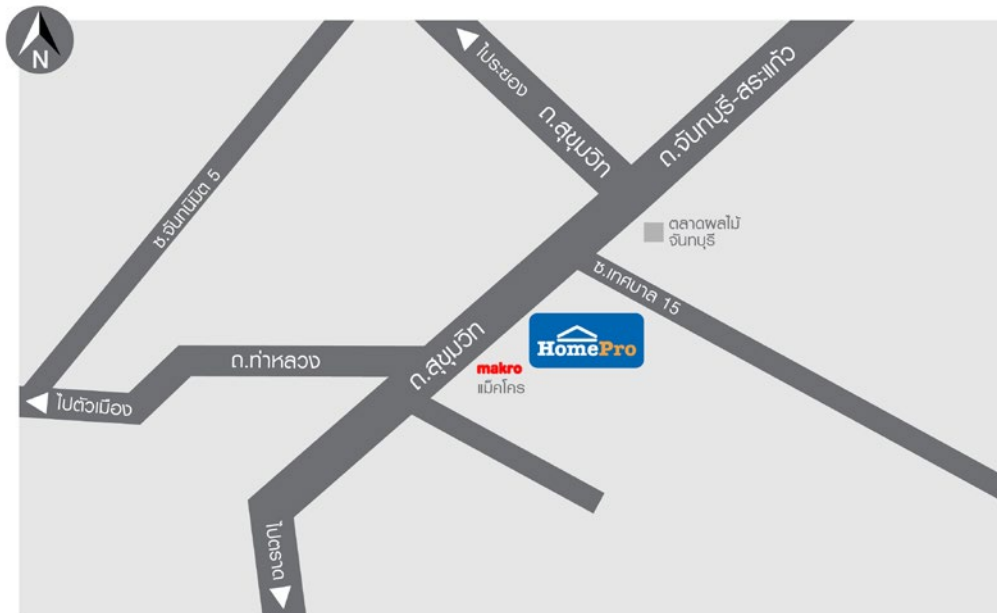 N
ไประยอง
ถ.สุขุมวิท
ถ.จันทบุรี-สระแก้ว
ซ.จันทนิมิต 5
ตลาดผลไม้
จันทบุรี
ซ.เทศบาล 15
HomePro
ถ.สุขุมวิท
makro
แม็คโคร
ถ.ท่าหลวง
ไปตัวเมือง
ไปตราด